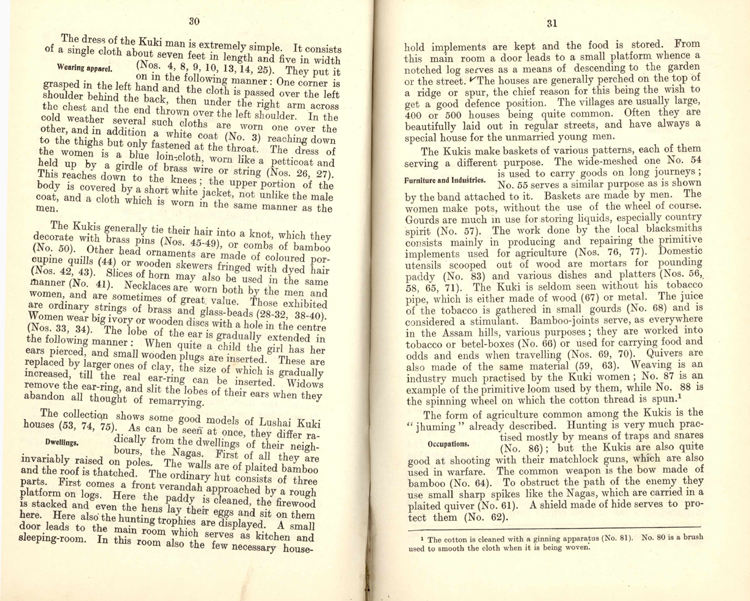 30
The dress of the Kuki man is extremely simple. It consists
of a single cloth about seven feet in length and five in width
Wearing apparel.
(Nos. 4, 8, 9, 10, 13, 14, 25). They put it
on in the following manner: One corner is
grasped in the left hand and the cloth is passed over the left
shoulder behind the back, then under the right arm across
the chest and the end thrown over the left shoulder. In the
cold weather several such cloths are worn one over the
other, and in addition a white coat (No. 3) reaching down
to the thighs but only fastened at the throat. The dress of
the women is a blue loin-cloth, worn like a petticoat and
held up by a girdle of brass wire or string (Nos. 26, 27).
This reaches down to the knees; the upper portion of the
body is covered by a short white jacket, not unlike the male
coat, and a cloth which is worn in the same manner as the
men.
The Kukis generally tie their hair into a knot, which they
decorate with brass pins (Nos. 45-49), or combs of bamboo
(No. 50). Other head ornaments are made of coloured por-
cupine quills (44) or wooden skewers fringed with dyed hair
(Nos. 42, 43). Slices of horn may also be used in the same
manner (No. 41). Necklaces are worn both by the men and
women, and are sometimes of great value. Those exhibited
are ordinary strings of brass and glass-beads (28-32, 38-40).
Women wear big ivory or wooden discs with a hole in the centre
(Nos. 33, 34). The lobe of the ear is gradually extended in
the following manner: When quite a child the girl has her
ears pierced, and small wooden plugs are inserted. These are
replaced by larger ones of clay, the size of which is gradually
increased, till the real ear-ring can be inserted. Widows
remove the ear-ring, and slit the lobes of their ears when they
abandon all thought of remarrying.
The collection shows some good models of Lushai Kuki
houses (53, 74, 75). As can be seen at once, they differ ra-
Dwellings.
dically from the dwellings of their neigh-
bours, the Nagas. First of all they are
invariably raised on poles. The walls are of plaited bamboo
and the roof is thatched. The ordinary hut consists of three
parts. First comes a front verandah approached by a rough
platform on logs. Here the paddy is cleaned, the firewood
is stacked and even the hens lay their eggs and sit on them
here. Here also the hunting trophies are displayed. A small
door leads to the main room which serves as kitchen and
sleeping-room. In this room also the few necessary house-
31
hold implements are kept and the food is stored. From
this main room a door leads to a small platform whence a
notched log serves as a means of descending to the garden
or the street. The houses are generally perched on the top of
a ridge or spur, the chief reason for this being the wish to
get a good defence position. The villages are usually large,
400 or 500 houses being quite common. Often they are
beautifully laid out in regular streets, and have always a
special house for the unmarried young men.
The Kukis make baskets of various patterns, each of them
serving a different purpose. The wide-meshed one No. 54
Furniture and Industries.
is used to carry goods on long journeys;
No. 55 serves a similar purpose as is shown
by the band attached to it. Baskets are made by men. The
women make pots, without the use of the wheel of course.
Gourds are much in use for storing liquids, especially country
spirit (No. 57). The work done by the local blacksmiths
consists mainly in producing and repairing the primitive
implements used for agriculture (Nos. 76, 77). Domestic
utensils scooped out of wood are mortars for pounding
paddy (No. 83) and various dishes and platters (Nos. 56,
58, 65, 71). The Kuki is seldom seen without his tobacco
pipe, which is either made of wood (67) or metal. The juice
of the tobacco is gathered in small gourds (No. 68) and is
considered a stimulant. Bamboo-joints serve, as everywhere
in the Assam hills, various purposes; they are worked into
tobacco or betel-boxes (No. 66) or used for carrying food and
odds and ends when travelling (Nos. 69, 70). Quivers are
also made of the same material (59, 63). Weaving is an
industry much practised by the Kuki women; No. 87 is an
example of the primitive loom used by them, while No. 88 is
the spinning wheel on which the cotton thread is spun.¹
The form of agriculture common among the Kukis is the
“jhuming” already described. Hunting is very much prac-
Occupations.
tised mostly by means of traps and snares
(No. 86); but the Kukis are also quite
good at shooting with their matchlock guns, which are also
used in warfare. The common weapon is the bow made of
bamboo (No. 64). To obstruct the path of the enemy they
use small sharp spikes like the Nagas, which are carried in a
plaited quiver (No. 61). A shield made of hide serves to pro-
tect them (No. 62).
¹ The cotton is cleaned with a ginning apparatus (No. 81). No. 80 is a brush
used to smooth the cloth when it is being woven.